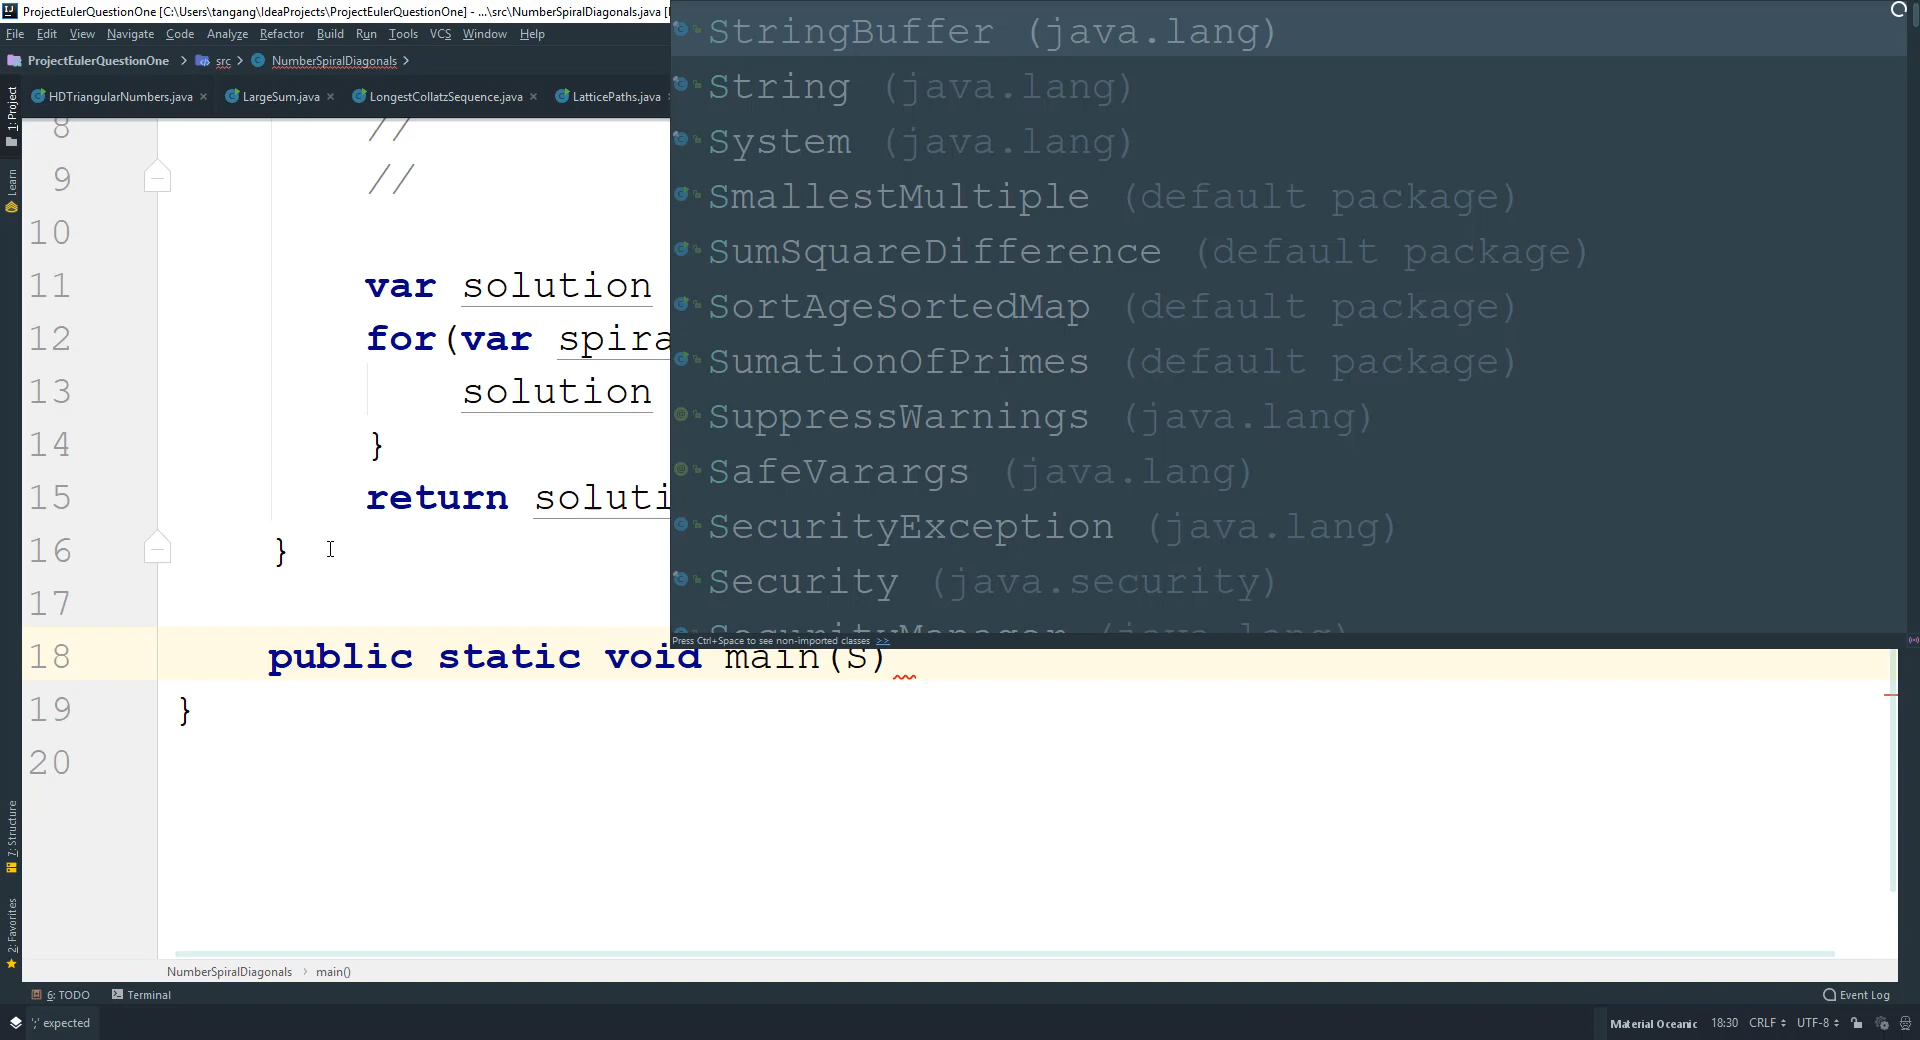 ProjectEulerQuestionOne [C:\Users\tangang\IdeaProjects\ProjectEulerQuestionOne] - ...\src\NumberSpiralDiagonals.java
File Edit View Navigate Code Analyze Refactor Build Run Tools VCS Window Help
ProjectEulerQuestionOne > src > NumberSpiralDiagonals >
HDTriangularNumbers.java × LargeSum.java × LongestCollatzSequence.java × LatticePaths.java
1: Project
Learn
7: Structure
2: Favorites
8 //
9 //
10
11 var solution
12 for(var spira
13 solution
14 }
15 return soluti
16 }
17
18 public static void main(S)
19 }
20
StringBuffer (java.lang)
String (java.lang)
System (java.lang)
SmallestMultiple (default package)
SumSquareDifference (default package)
SortAgeSortedMap (default package)
SumationOfPrimes (default package)
SuppressWarnings (java.lang)
SafeVarargs (java.lang)
SecurityException (java.lang)
Security (java.security)
SecurityManager (java.lang)
Press Ctrl+Space to see non-imported classes >>
NumberSpiralDiagonals > main()
6: TODO Terminal Event Log
';' expected Material Oceanic 18:30 CRLF UTF-8